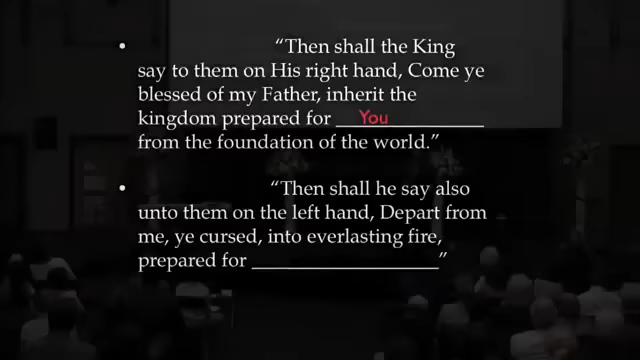 • “Then shall the King
say to them on His right hand, Come ye
blessed of my Father, inherit the
kingdom prepared for ___You___
from the foundation of the world.”
• “Then shall he say also
unto them on the left hand, Depart from
me, ye cursed, into everlasting fire,
prepared for ____________________”